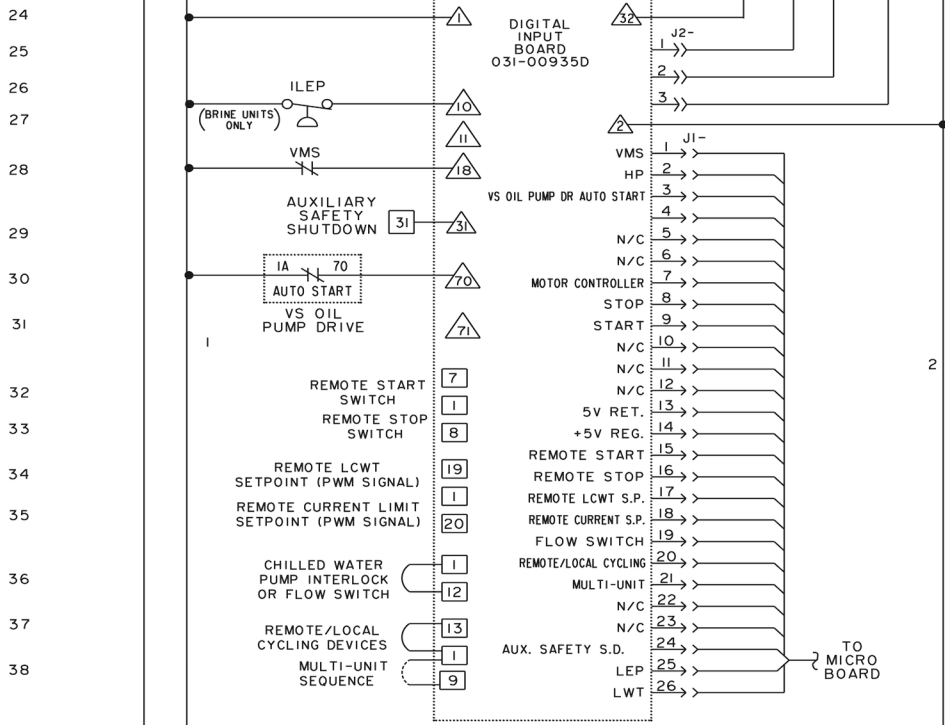 24
1
DIGITAL
INPUT
BOARD
031-00935D
32
J2-
25
1
2
26
1LEP
3
(BRINE UNITS
ONLY)
10
27
11
2
J1-
VMS
18
28
AUXILIARY
SAFETY
SHUTDOWN
31
31
29
30
1A
70
AUTO START
70
VS OIL
PUMP DRIVE
31
71
1
2
32
REMOTE START
SWITCH
7
1
33
REMOTE STOP
SWITCH
8
34
REMOTE LCWT
SETPOINT (PWM SIGNAL)
19
1
35
REMOTE CURRENT LIMIT
SETPOINT (PWM SIGNAL)
20
36
CHILLED WATER
PUMP INTERLOCK
OR FLOW SWITCH
1
12
37
REMOTE/LOCAL
CYCLING DEVICES
13
1
38
MULTI-UNIT
SEQUENCE
9
VMS 1
HP 2
VS OIL PUMP DR AUTO START 3
4
N/C 5
N/C 6
MOTOR CONTROLLER 7
STOP 8
START 9
N/C 10
N/C 11
N/C 12
5V RET. 13
+5V REG. 14
REMOTE START 15
REMOTE STOP 16
REMOTE LCWT S.P. 17
REMOTE CURRENT S.P. 18
FLOW SWITCH 19
REMOTE/LOCAL CYCLING 20
MULTI-UNIT 21
N/C 22
N/C 23
AUX. SAFETY S.D. 24
LEP 25
LWT 26
TO
MICRO
BOARD